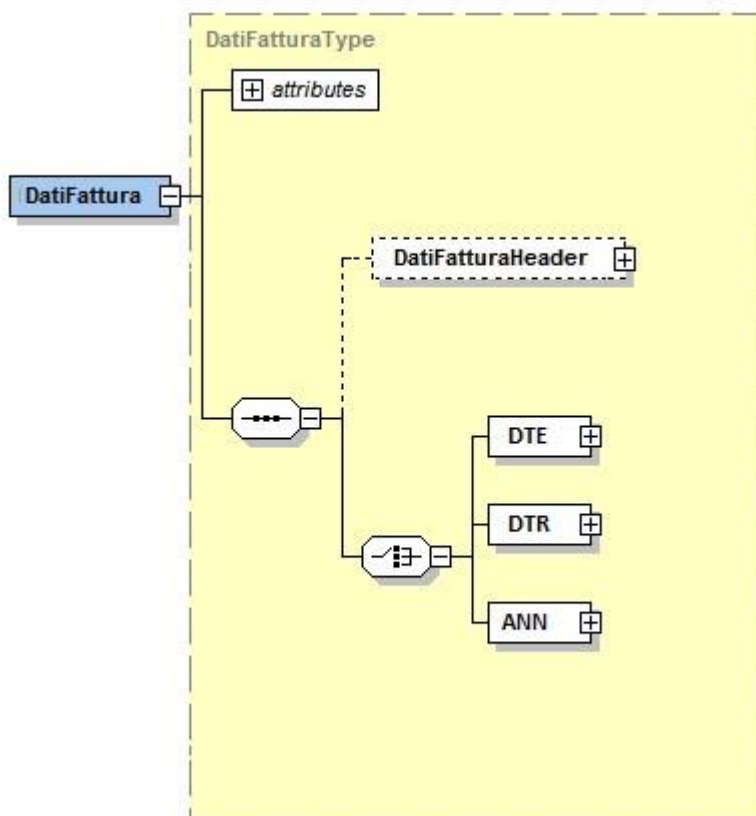 DatiFatturaType
attributes
DatiFattura
DatiFatturaHeader
DTE
DTR
ANN